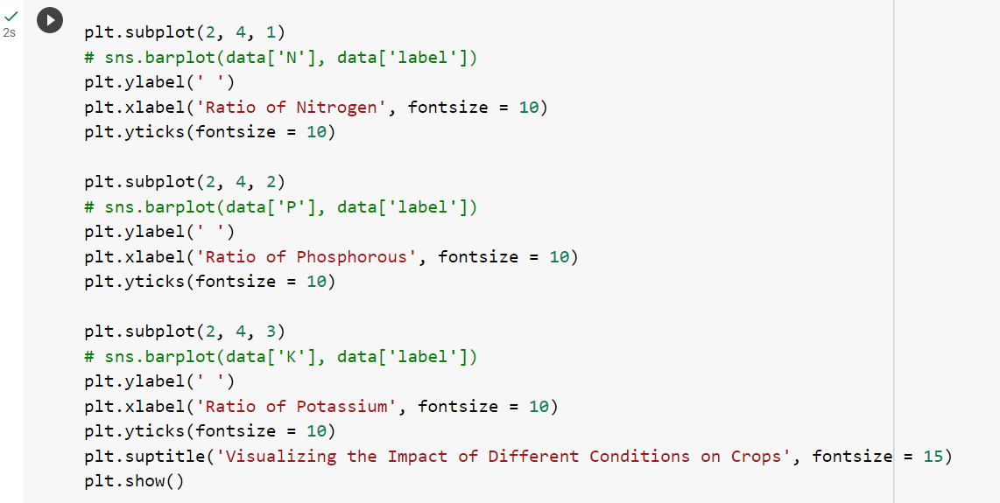 2s
plt.subplot(2, 4, 1)
# sns.barplot(data['N'], data['label'])
plt.ylabel(' ')
plt.xlabel('Ratio of Nitrogen', fontsize = 10)
plt.yticks(fontsize = 10)
plt.subplot(2, 4, 2)
# sns.barplot(data['P'], data['label'])
plt.ylabel(' ')
plt.xlabel('Ratio of Phosphorous', fontsize = 10)
plt.yticks(fontsize = 10)
plt.subplot(2, 4, 3)
# sns.barplot(data['K'], data['label'])
plt.ylabel(' ')
plt.xlabel('Ratio of Potassium', fontsize = 10)
plt.yticks(fontsize = 10)
plt.suptitle('Visualizing the Impact of Different Conditions on Crops', fontsize = 15)
plt.show()